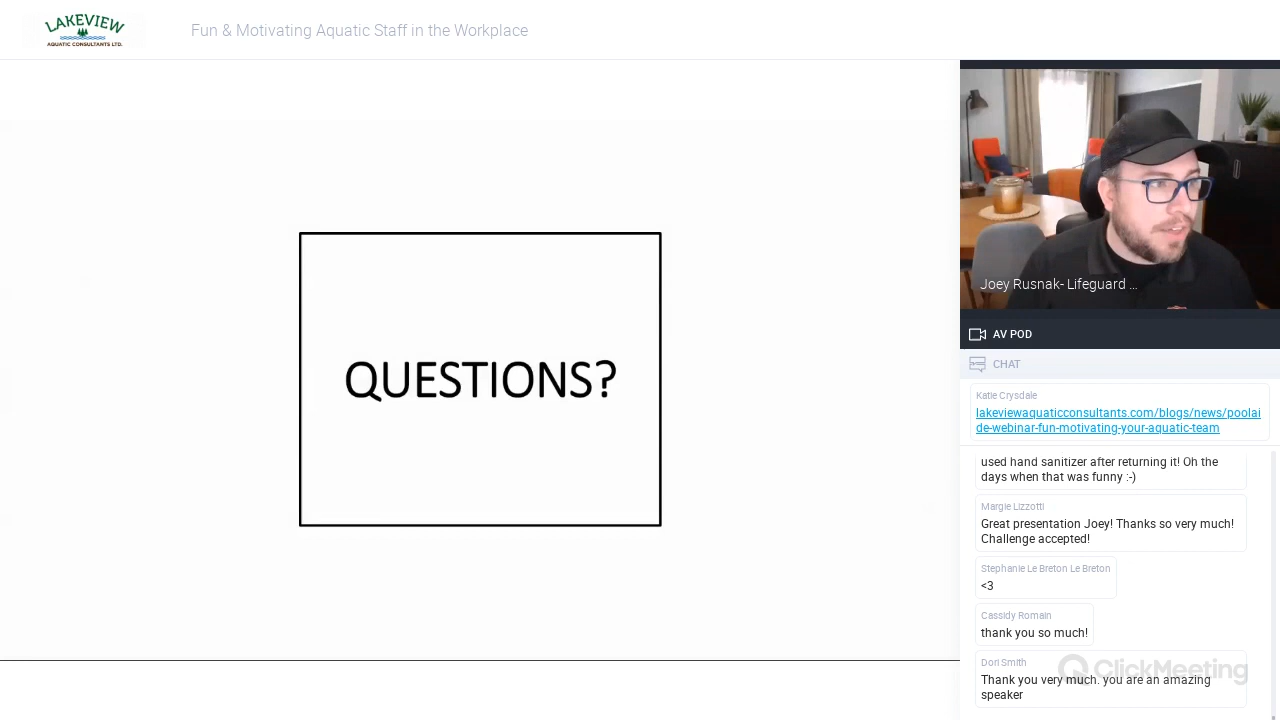 LAKEVIEW
AQUATIC CONSULTANTS LTD.
Fun & Motivating Aquatic Staff in the Workplace
QUESTIONS?
Joey Rusnak- Lifeguard ...
AV POD
CHAT
Katie Crysdale
lakeviewaquaticconsultants.com/blogs/news/poolai
de-webinar-fun-motivating-your-aquatic-team
used hand sanitizer after returning it! Oh the
days when that was funny :-)
Margie Lizzotti
Great presentation Joey! Thanks so very much!
Challenge accepted!
Stephanie Le Breton Le Breton
<3
Cassidy Romain
thank you so much!
Dori Smith
Thank you very much. you are an amazing
speaker
ClickMeeting